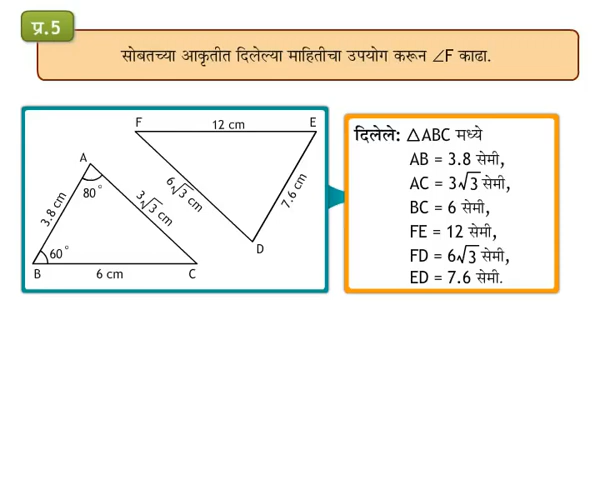 प्र.5
सोबतच्या आकृतीत दिलेल्या माहितीचा उपयोग करून ∠F काढा.
F 12 cm E
A
80°
3.8 cm
3√3 cm
6√3 cm
7.6 cm
D
60°
B 6 cm C
दिलेले: △ABC मध्ये
AB = 3.8 सेमी,
AC = 3√3 सेमी,
BC = 6 सेमी,
FE = 12 सेमी,
FD = 6√3 सेमी,
ED = 7.6 सेमी.